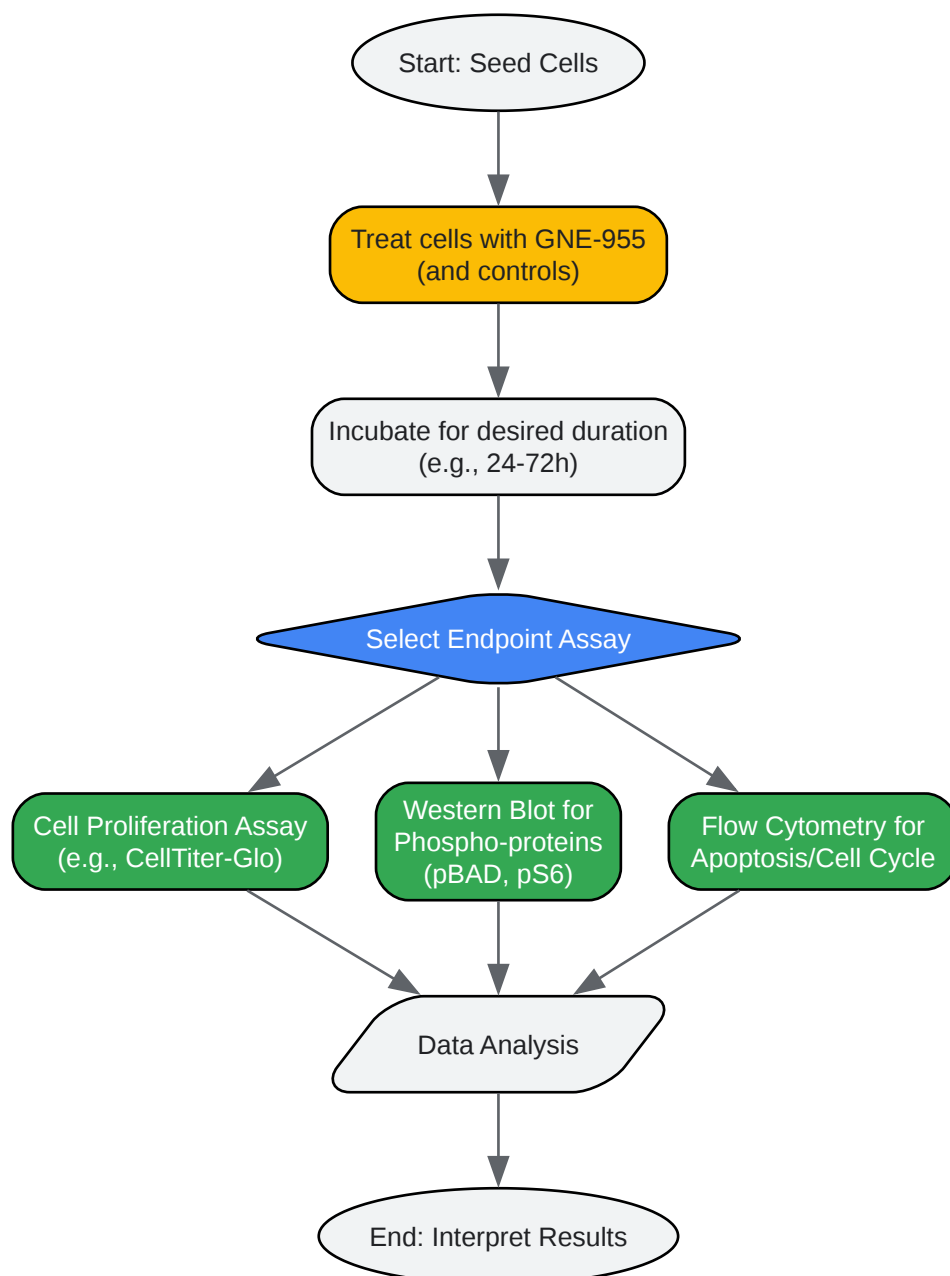 Start: Seed Cells
Treat cells with GNE-955
(and controls)
Incubate for desired duration
(e.g., 24-72h)
Select Endpoint Assay
Cell Proliferation Assay
(e.g., CellTiter-Glo)
Western Blot for
Phospho-proteins
(pBAD, pS6)
Flow Cytometry for
Apoptosis/Cell Cycle
Data Analysis
End: Interpret Results